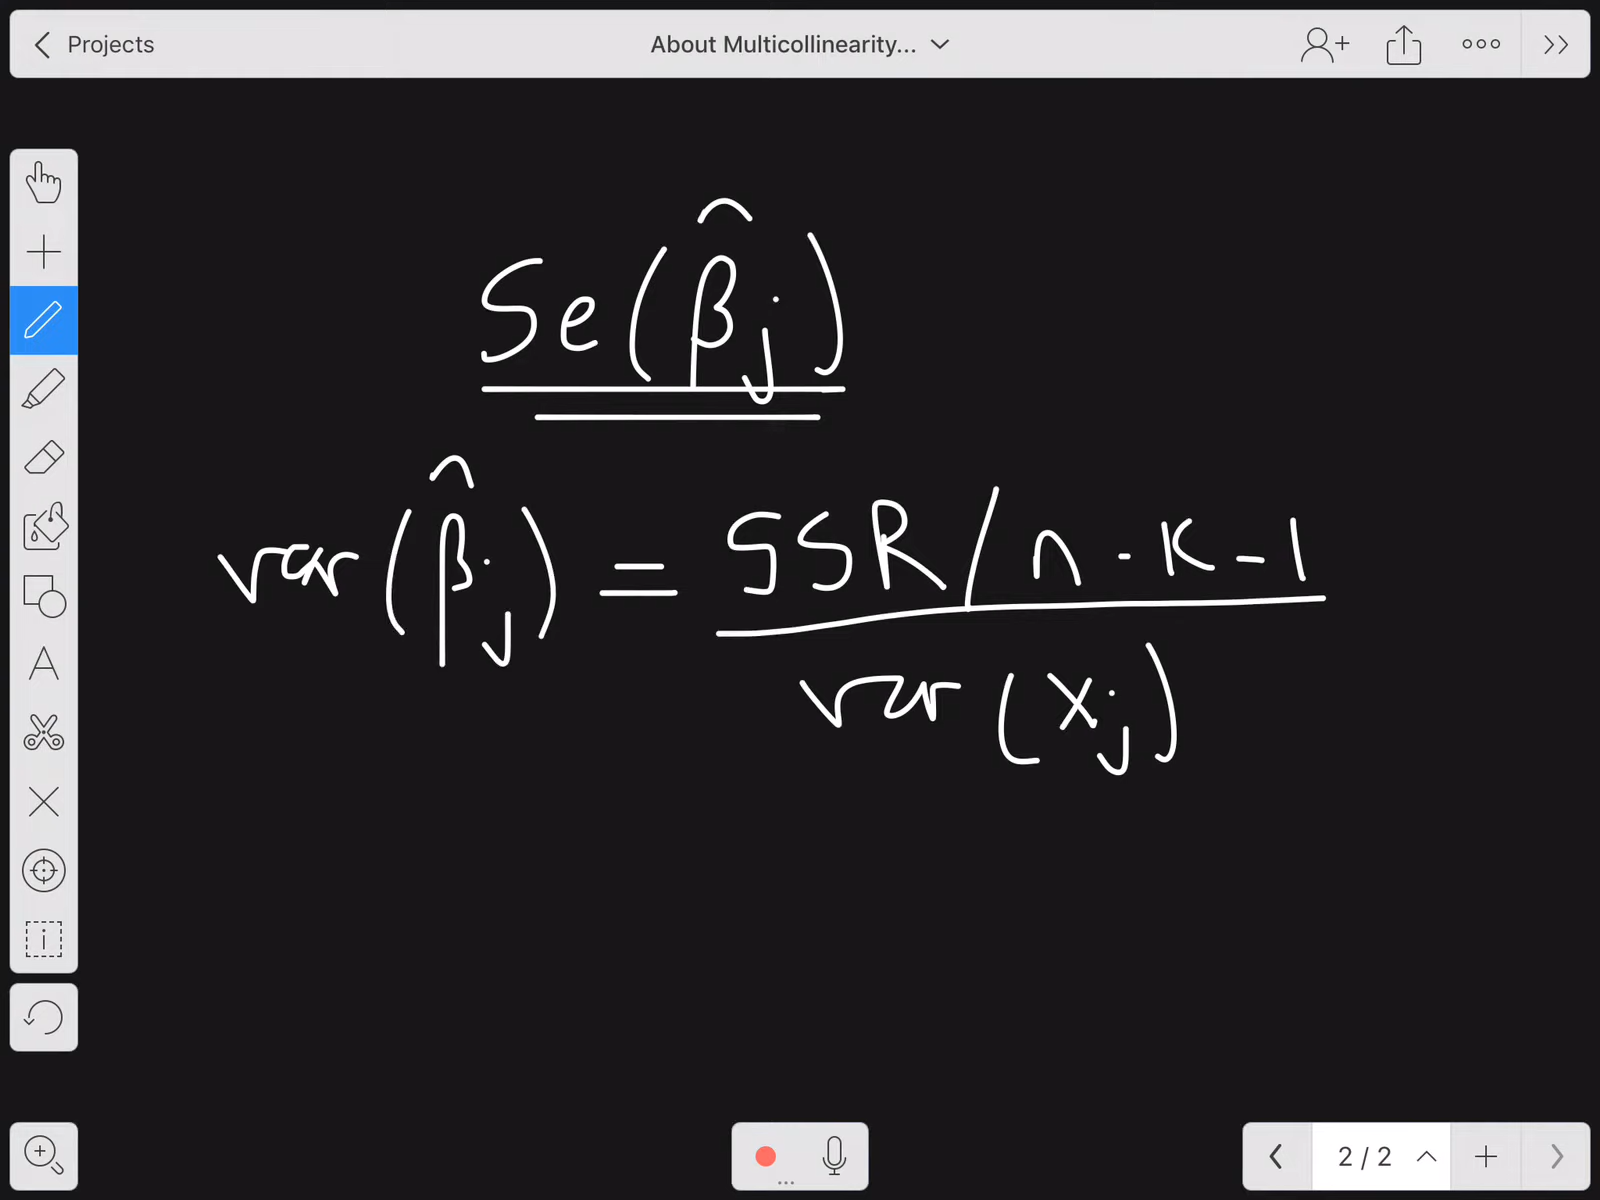 Projects
About Multicollinearity...
Se(β̂j)
var(β̂j) = SSR/n-K-1
var(xj)
2 / 2